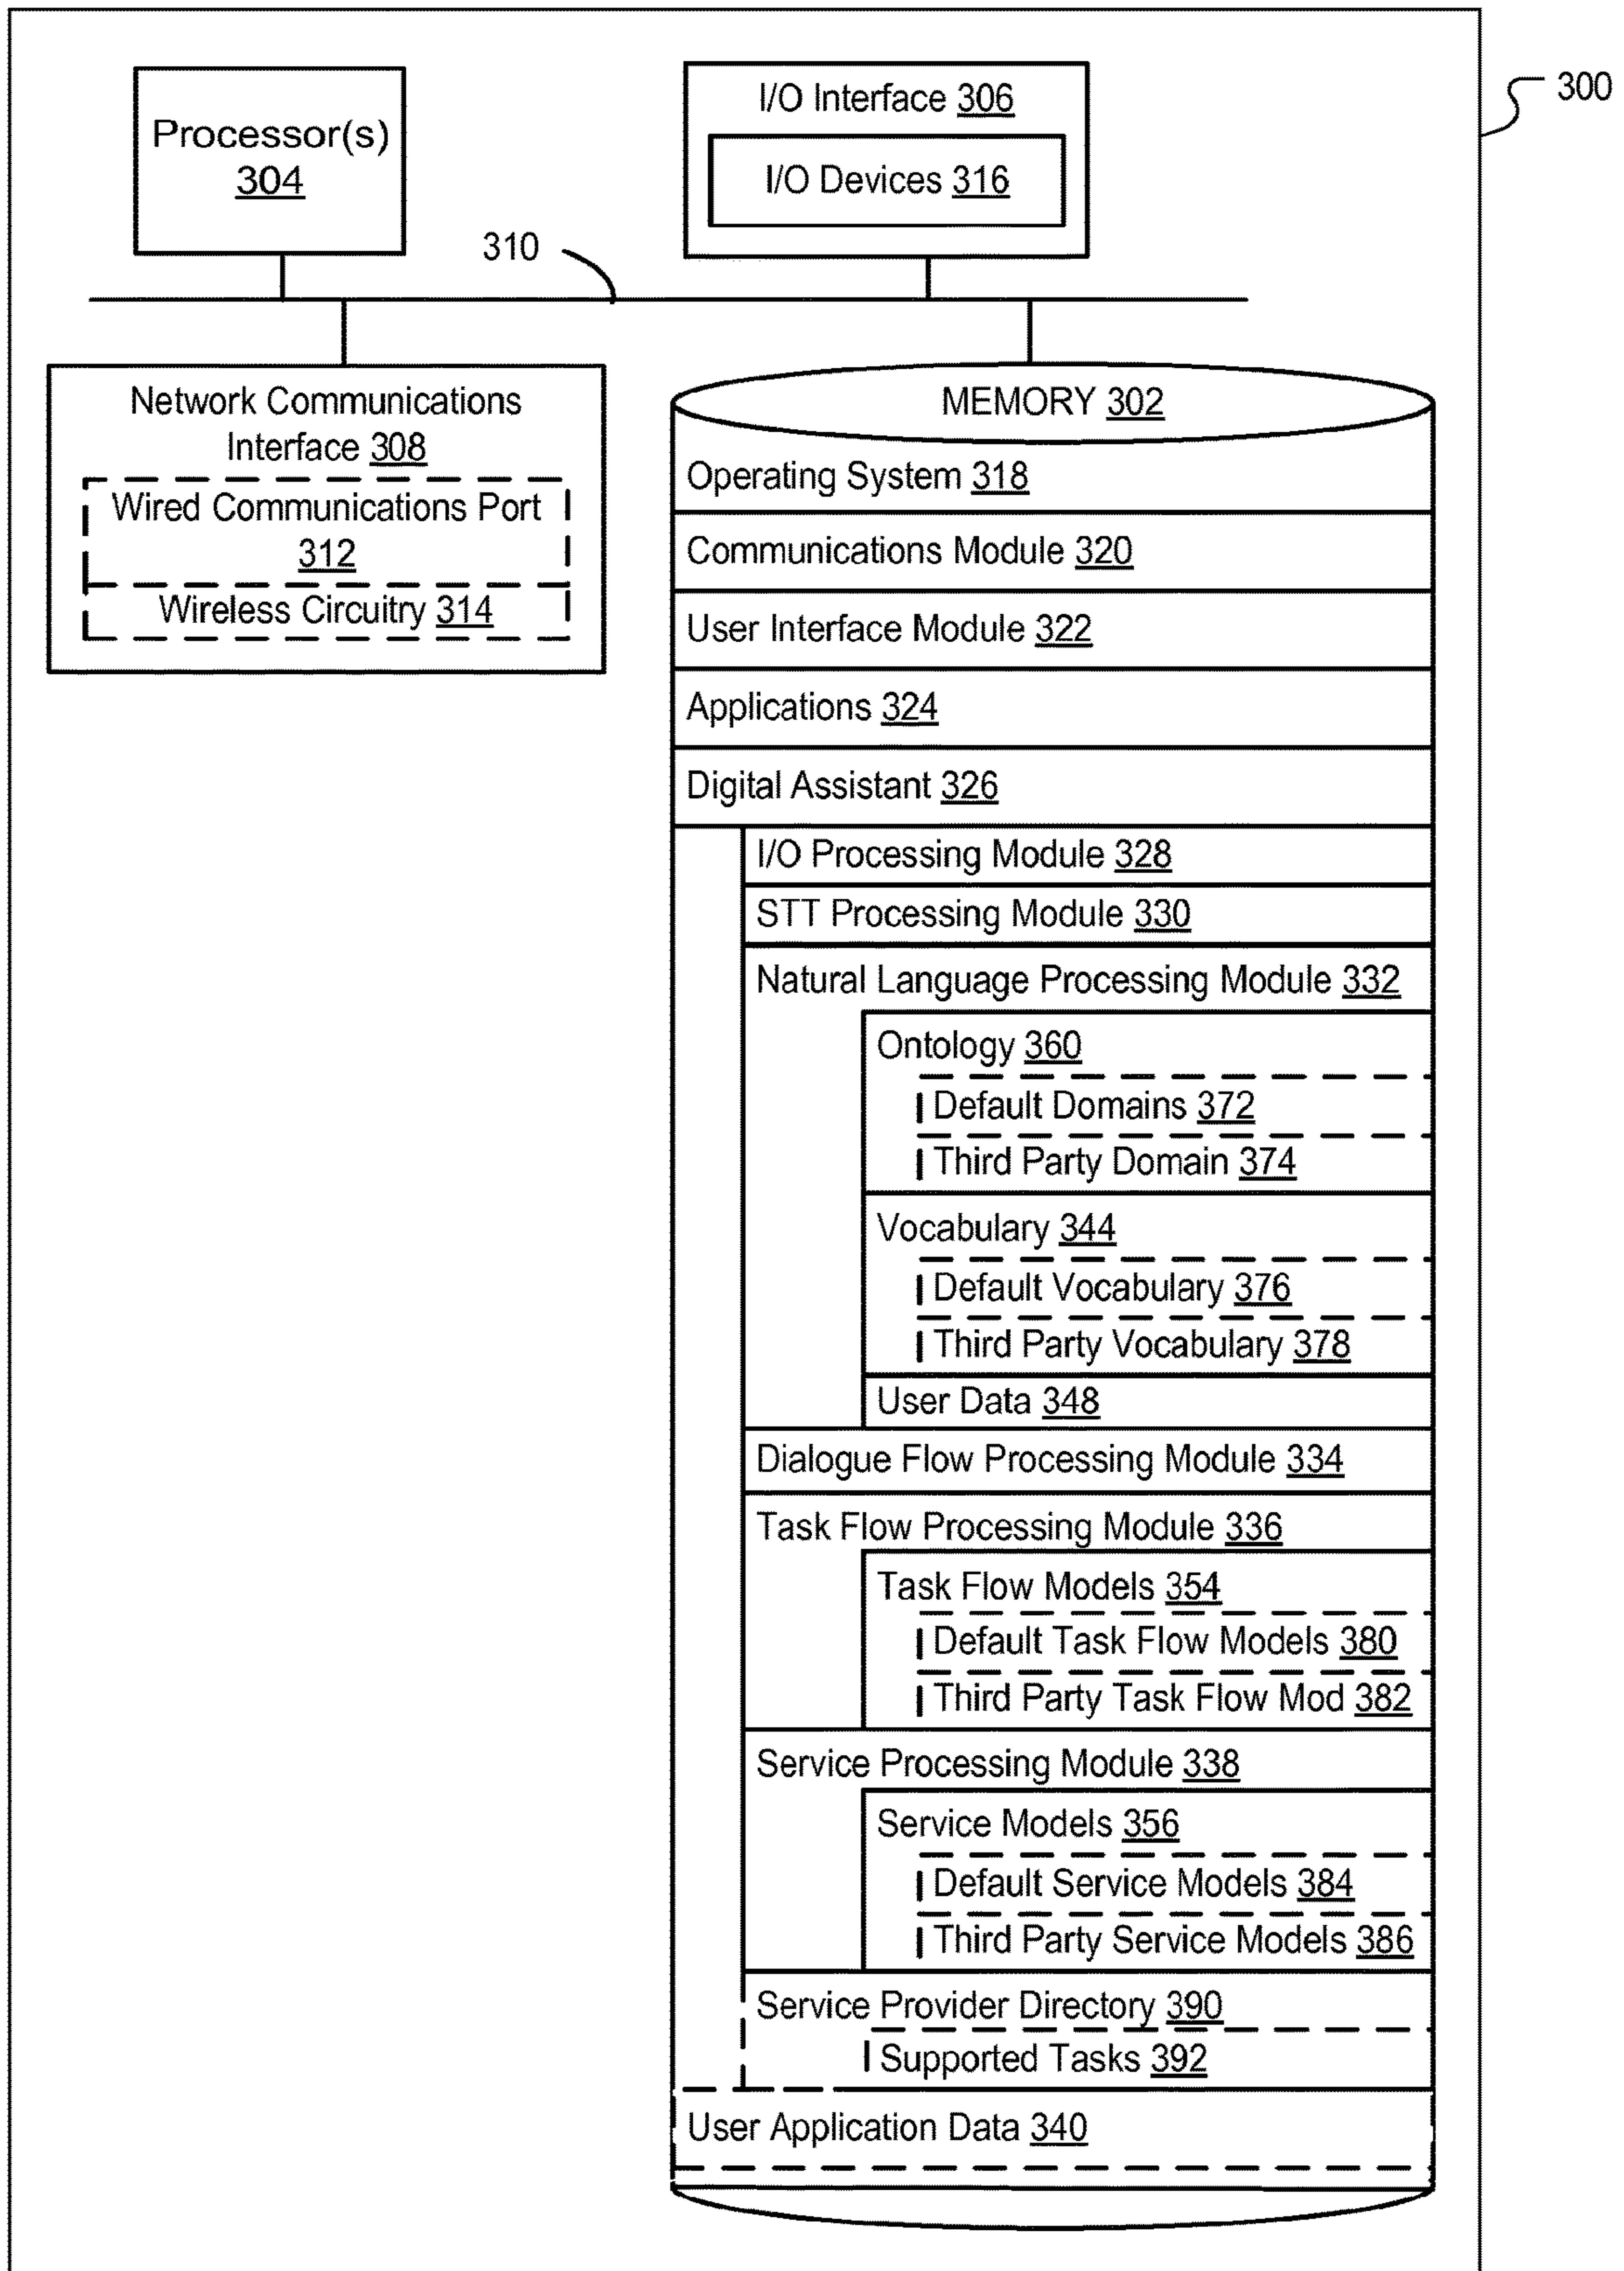 300
Processor(s)
304
I/O Interface 306
I/O Devices 316
310
Network Communications
Interface 308
Wired Communications Port
312
Wireless Circuitry 314
MEMORY 302
Operating System 318
Communications Module 320
User Interface Module 322
Applications 324
Digital Assistant 326
I/O Processing Module 328
STT Processing Module 330
Natural Language Processing Module 332
Ontology 360
Default Domains 372
Third Party Domain 374
Vocabulary 344
Default Vocabulary 376
Third Party Vocabulary 378
User Data 348
Dialogue Flow Processing Module 334
Task Flow Processing Module 336
Task Flow Models 354
Default Task Flow Models 380
Third Party Task Flow Mod 382
Service Processing Module 338
Service Models 356
Default Service Models 384
Third Party Service Models 386
Service Provider Directory 390
Supported Tasks 392
User Application Data 340